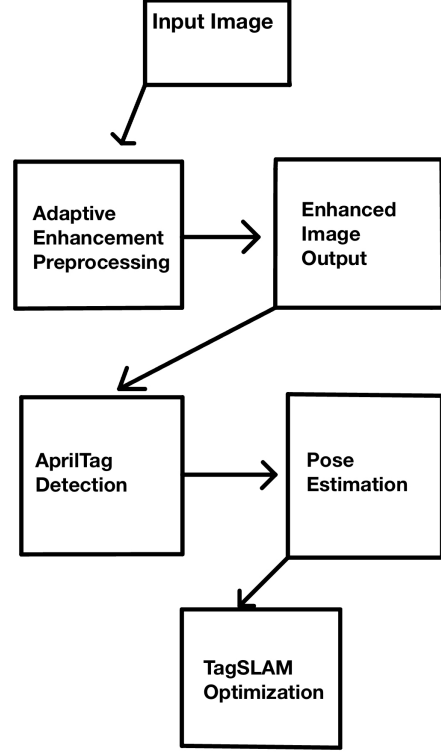 Input Image
Adaptive
Enhancement
Preprocessing
Enhanced
Image
Output
AprilTag
Detection
Pose
Estimation
TagSLAM
Optimization